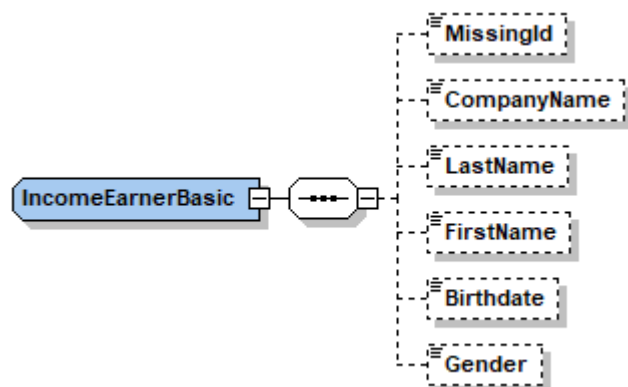 MissingId
CompanyName
LastName
IncomeEarnerBasic
FirstName
Birthdate
Gender